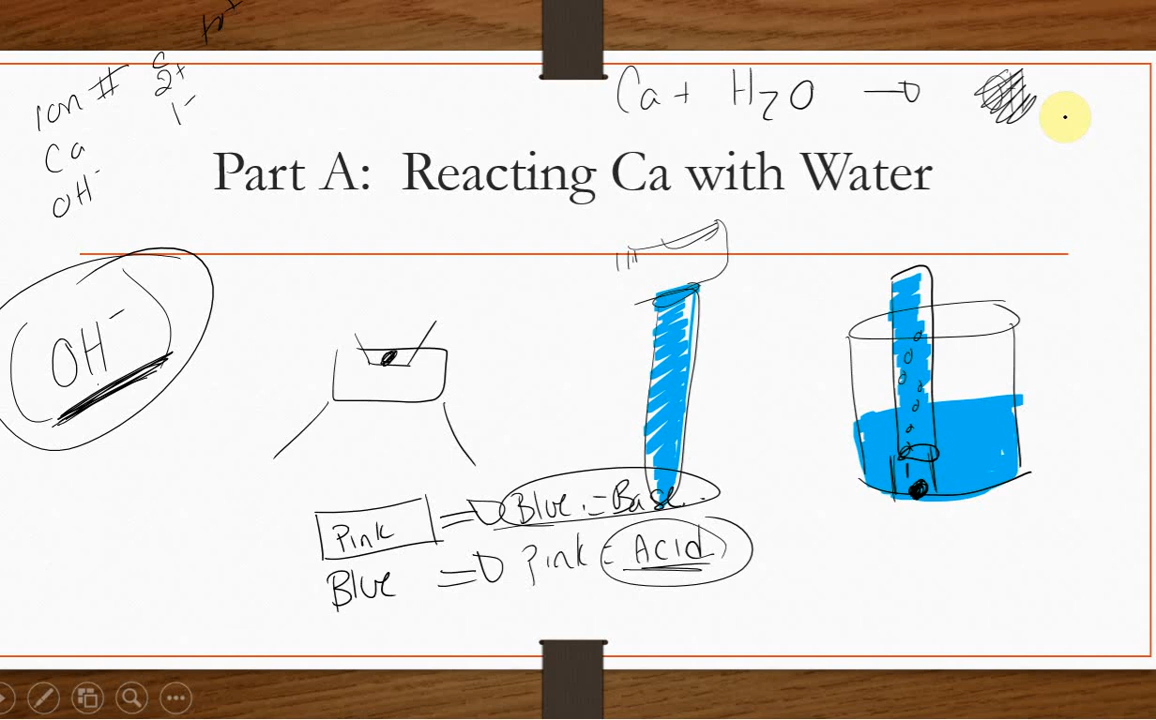 Ca + H2O →
ion # 2+
1-
Ca
OH-
Part A: Reacting Ca with Water
OH-
Pink => Blue = Base
Blue => Pink = Acid